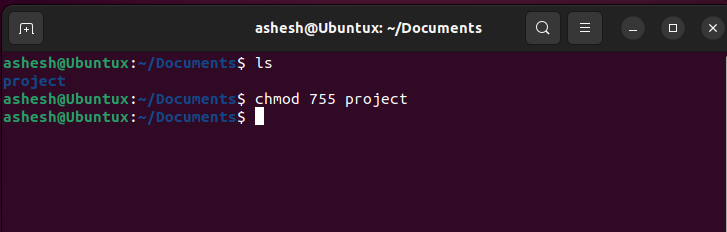 ashesh@Ubuntux: ~/Documents
ashesh@Ubuntux:~/Documents$ ls
project
ashesh@Ubuntux:~/Documents$ chmod 755 project
ashesh@Ubuntux:~/Documents$